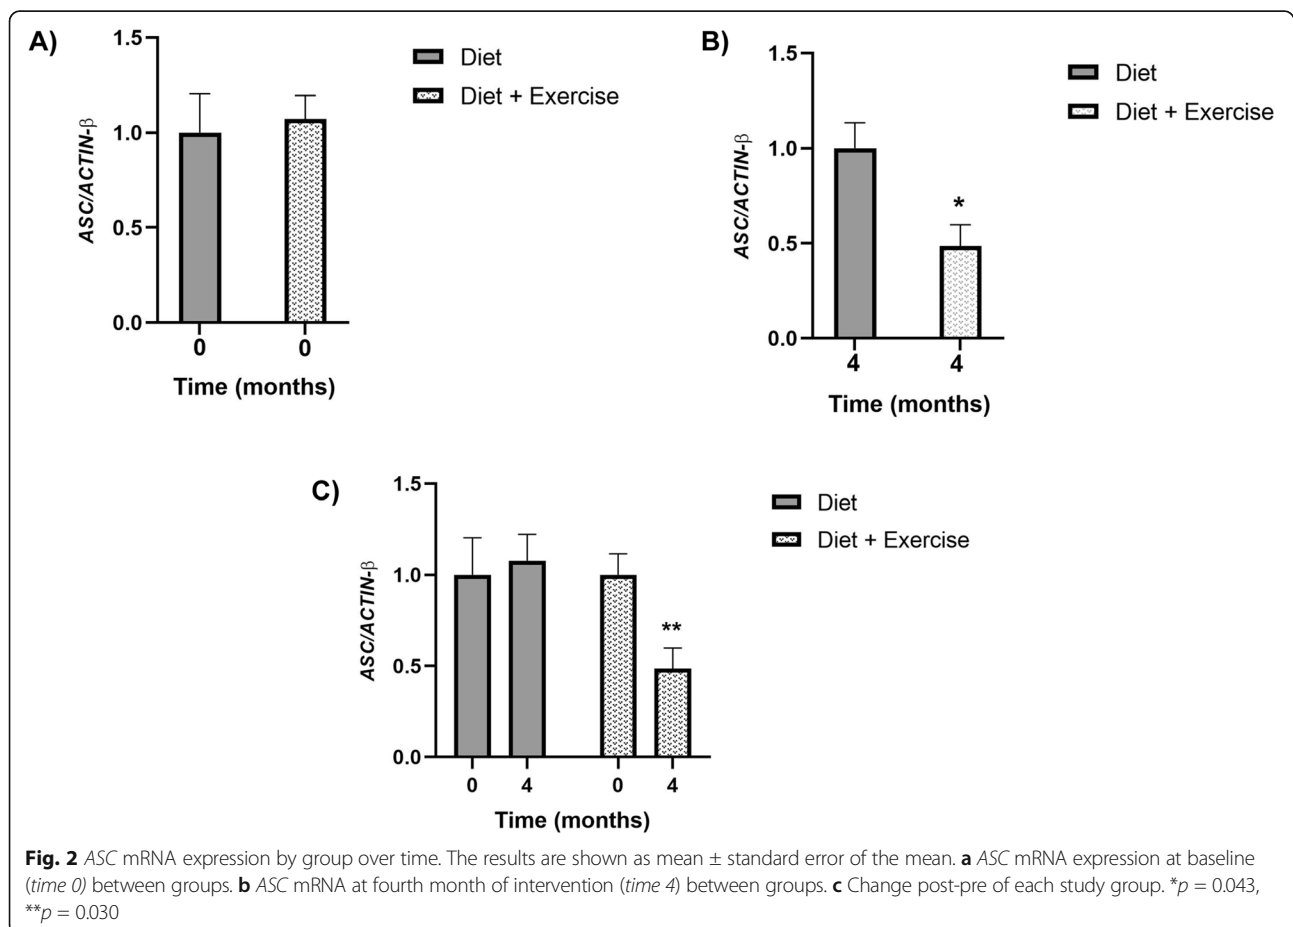 A)
1.5
1.0
0.5
0.0
ASC/ACTIN-β
0 0
Time (months)
Diet
Diet + Exercise
B)
1.5
1.0
0.5
0.0
ASC/ACTIN-β
*
4 4
Time (months)
Diet
Diet + Exercise
C)
1.5
1.0
0.5
0.0
ASC/ACTIN-β
**
0 4 0 4
Time (months)
Diet
Diet + Exercise
Fig. 2 ASC mRNA expression by group over time. The results are shown as mean ± standard error of the mean. a ASC mRNA expression at baseline
(time 0) between groups. b ASC mRNA at fourth month of intervention (time 4) between groups. c Change post-pre of each study group. *p = 0.043,
**p = 0.030